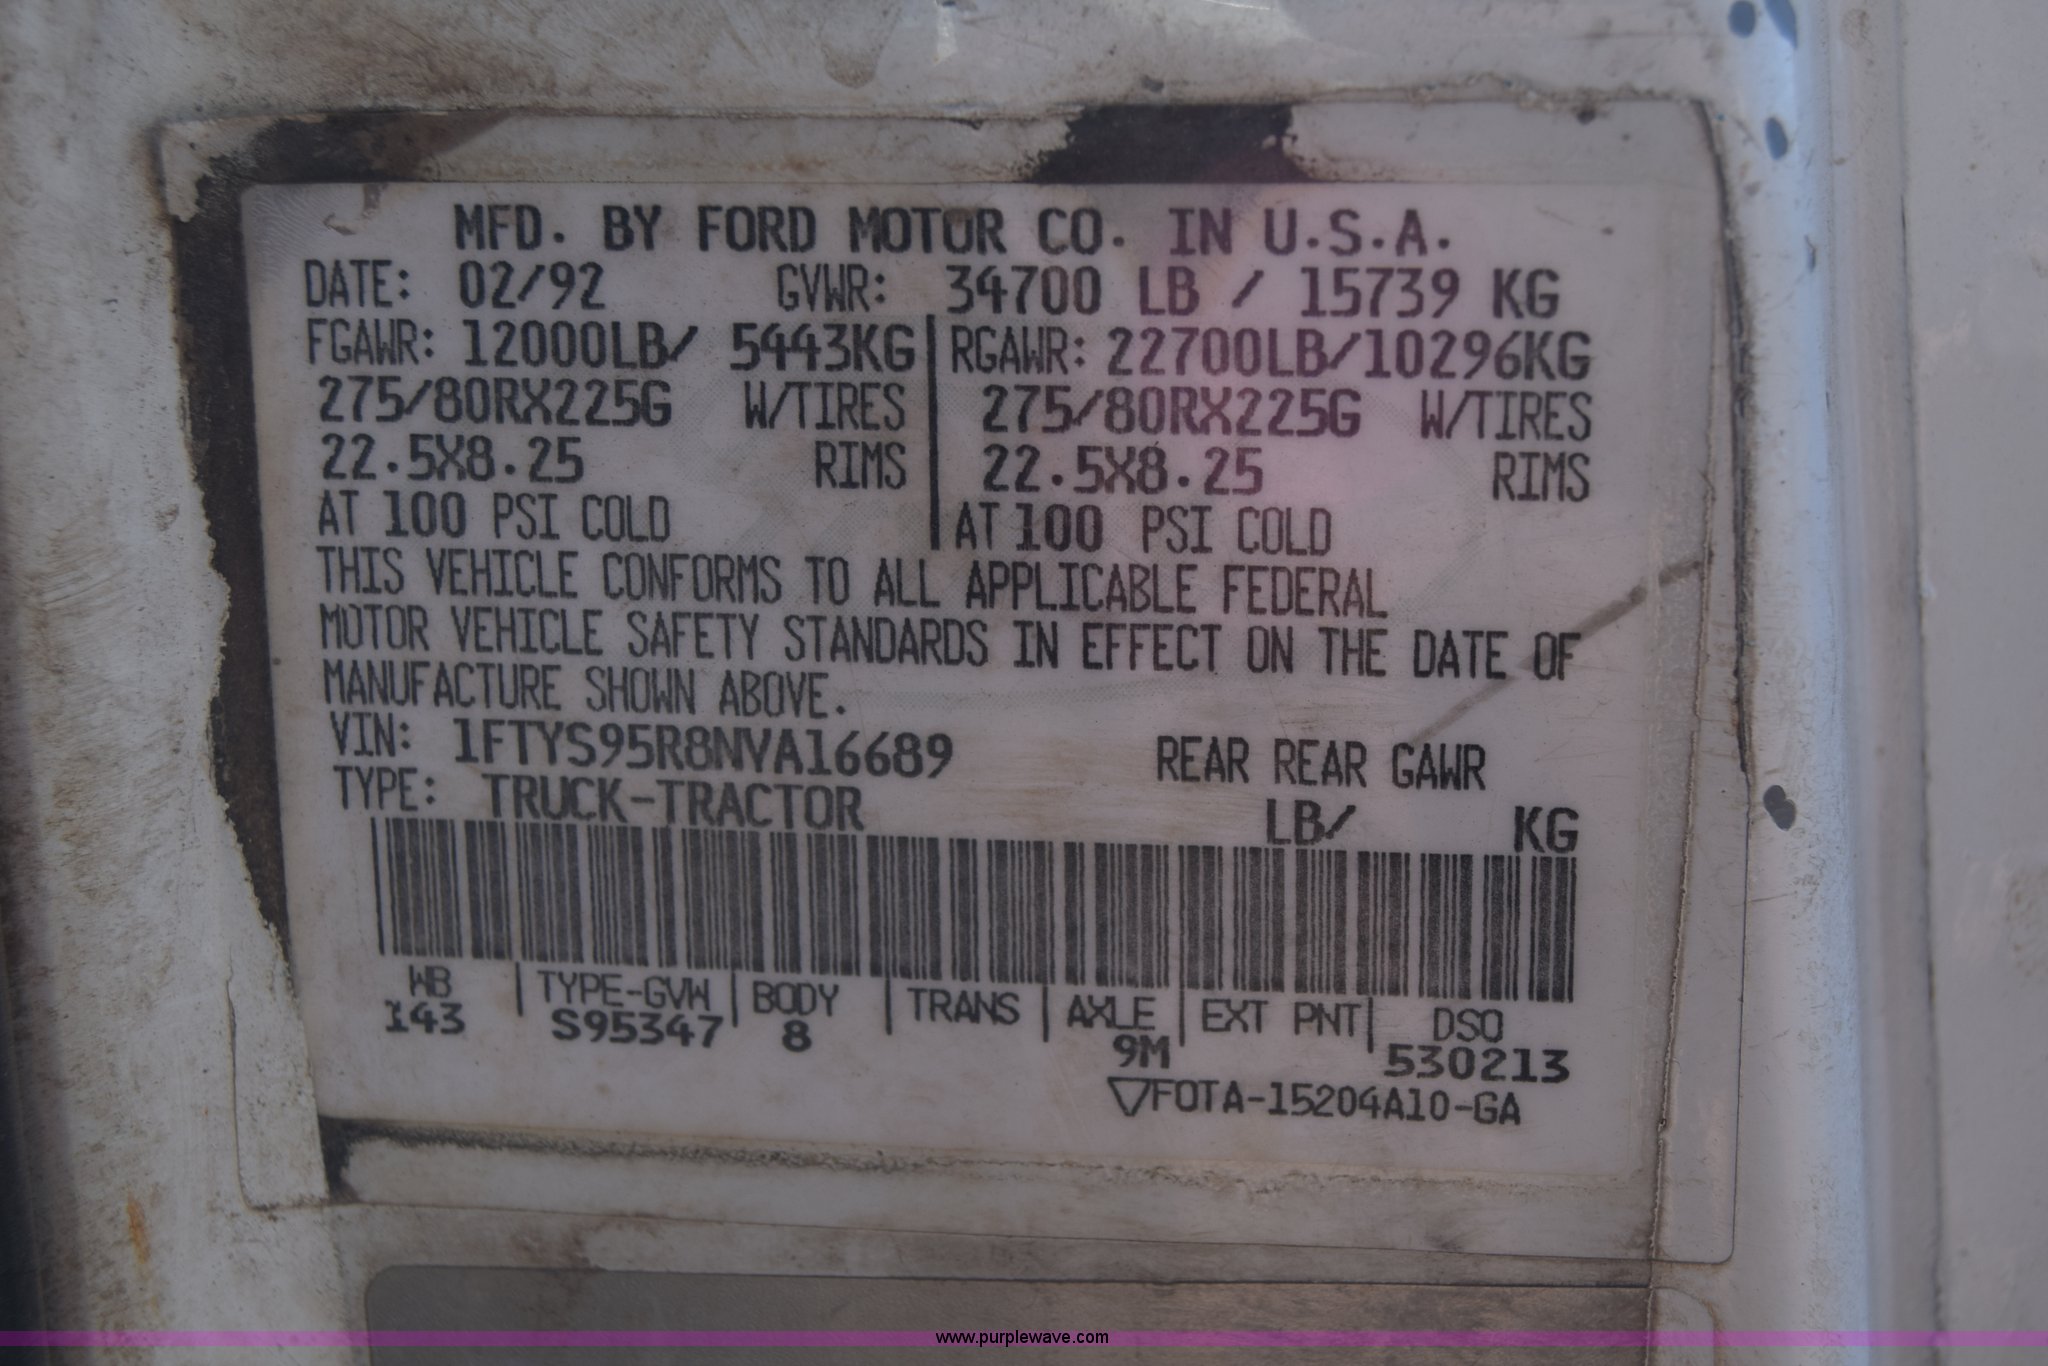 MFD. BY FORD MOTOR CO. IN U.S.A.
DATE: 02/92 GVWR: 34700 LB / 15739 KG
FGAWR: 12000LB/ 5443KG RGAWR: 22700LB/10296KG
275/80RX225G W/TIRES 275/80RX225G W/TIRES
22.5X8.25 RIMS 22.5X8.25 RIMS
AT 100 PSI COLD AT 100 PSI COLD
THIS VEHICLE CONFORMS TO ALL APPLICABLE FEDERAL
MOTOR VEHICLE SAFETY STANDARDS IN EFFECT ON THE DATE OF
MANUFACTURE SHOWN ABOVE.
VIN: 1FTYS95R8NVA16689 REAR REAR GAWR
TYPE: TRUCK-TRACTOR LB/ KG
WB TYPE-GVW BODY TRANS AXLE EXT PNT DSO
143 S95347 8 9M 530213
▽FOTA-15204A10-GA
www.purplewave.com